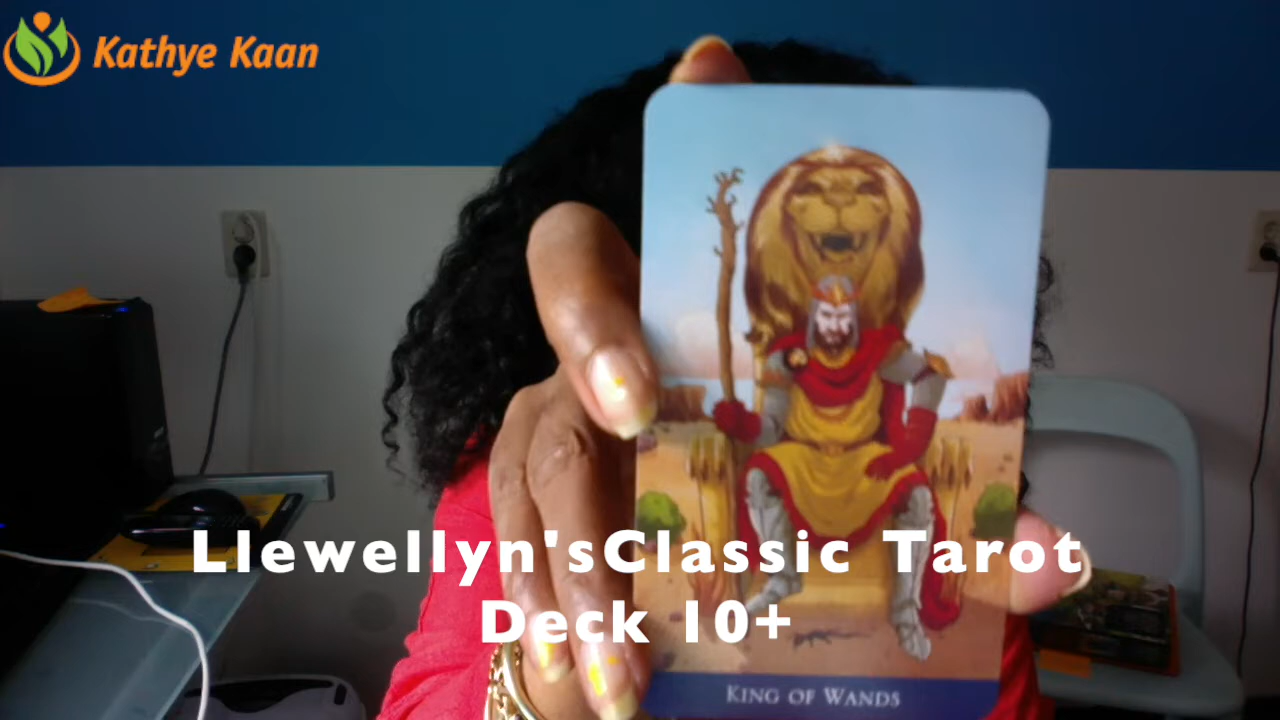 Kathye Kaan
Llewellyn'sClassic Tarot
Deck 10+
KING OF WANDS